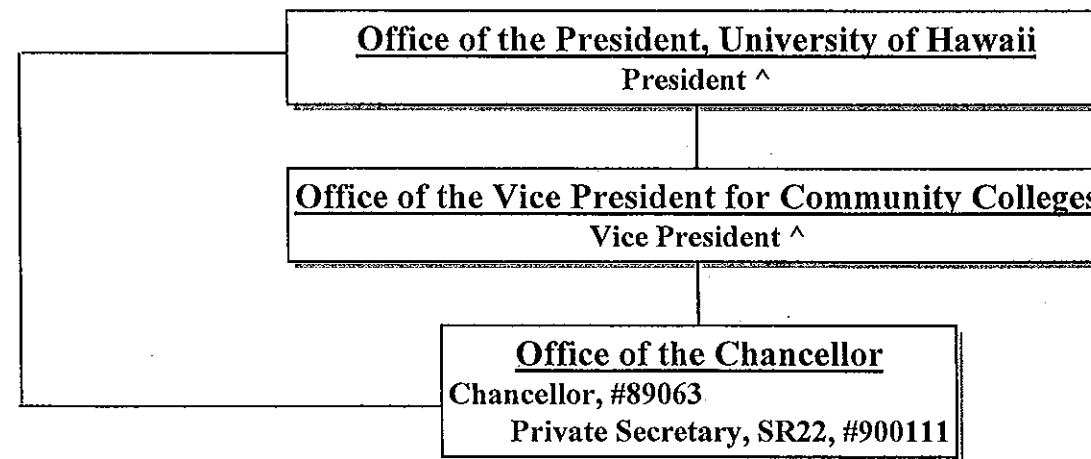 Office of the President, University of Hawaii
President ^
Office of the Vice President for Community Colleges
Vice President ^
Office of the Chancellor
Chancellor, #89063
Private Secretary, SR22, #900111